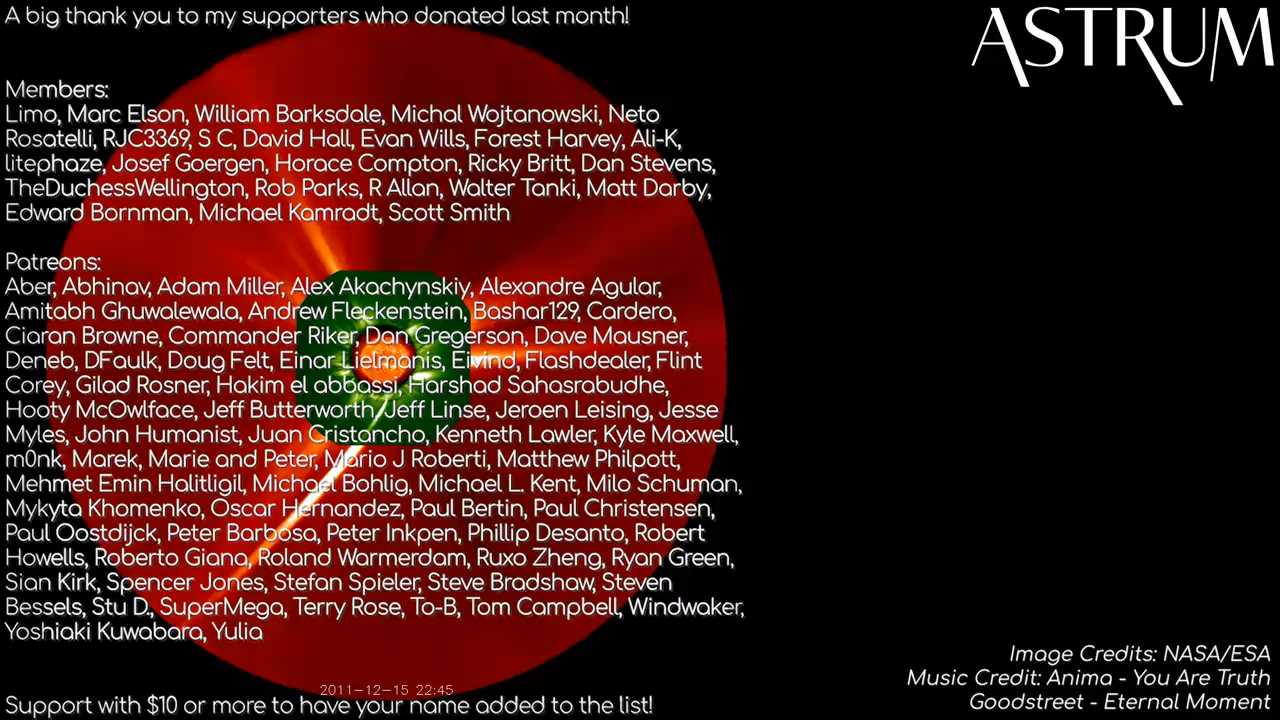 A big thank you to my supporters who donated last month!
ASTRUM
Members:
Limo, Marc Elson, William Barksdale, Michal Wojtanowski, Neto
Rosatelli, RJC3369, S C, David Hall, Evan Wills, Forest Harvey, Ali-K,
litephaze, Josef Goergen, Horace Compton, Ricky Britt, Dan Stevens,
TheDuchessWellington, Rob Parks, R Allan, Walter Tanki, Matt Darby,
Edward Bornman, Michael Kamradt, Scott Smith
Patreons:
Aber, Abhinav, Adam Miller, Alex Akachynskiy, Alexandre Agular,
Amitabh Ghuwalewala, Andrew Fleckenstein, Bashar129, Cardero,
Ciaran Browne, Commander Riker, Dan Gregerson, Dave Mausner,
Deneb, DFaulk, Doug Felt, Einar Lielmanis, Eivind, Flashdealer, Flint
Corey, Gilad Rosner, Hakim el abbassi, Harshad Sahasrabudhe,
Hooty McOwlface, Jeff Butterworth, Jeff Linse, Jeroen Leising, Jesse
Myles, John Humanist, Juan Cristancho, Kenneth Lawler, Kyle Maxwell,
m0nk, Marek, Marie and Peter, Mario J Roberti, Matthew Philpott,
Mehmet Emin Halitligil, Michael Bohlig, Michael L. Kent, Milo Schuman,
Mykyta Khomenko, Oscar Hernandez, Paul Bertin, Paul Christensen,
Paul Oostdijck, Peter Barbosa, Peter Inkpen, Phillip Desanto, Robert
Howells, Roberto Giana, Roland Warmerdam, Ruxo Zheng, Ryan Green,
Sian Kirk, Spencer Jones, Stefan Spieler, Steve Bradshaw, Steven
Bessels, Stu D., SuperMega, Terry Rose, To-B, Tom Campbell, Windwaker,
Yoshiaki Kuwabara, Yulia
2011-12-15 22:45
Support with $10 or more to have your name added to the list!
Image Credits: NASA/ESA
Music Credit: Anima - You Are Truth
Goodstreet - Eternal Moment